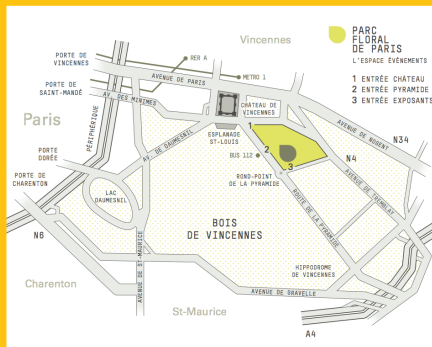 PARC
FLORAL
DE PARIS
L'ESPACE ÉVÉNEMENTS
1 ENTRÉE CHÂTEAU
2 ENTRÉE PYRAMIDE
3 ENTRÉE EXPOSANTS
Vincennes
PORTE DE
VINCENNES
RER A
METRO 1
AVENUE DE PARIS
PORTE DE
SAINT-MANDÉ
AV. DES MINIMES
CHÂTEAU DE
VINCENNES
Paris
PÉRIPHÉRIQUE
ESPLANADE
ST-LOUIS
1
2
3
AVENUE DE NOGENT
N34
N4
AV. DE DAUMESNIL
BUS 112
PORTE
DORÉE
PORTE DE
CHARENTON
ROND-POINT
DE LA PYRAMIDE
AVENUE DE TREMBLAY
LAC
DAUMESNIL
ROUTE DE LA PYRAMIDE
BOIS
DE VINCENNES
N6
AVENUE DE ST-MAURICE
HIPPODROME
DE VINCENNES
Charenton
AVENUE DE GRAVELLE
St-Maurice
A4